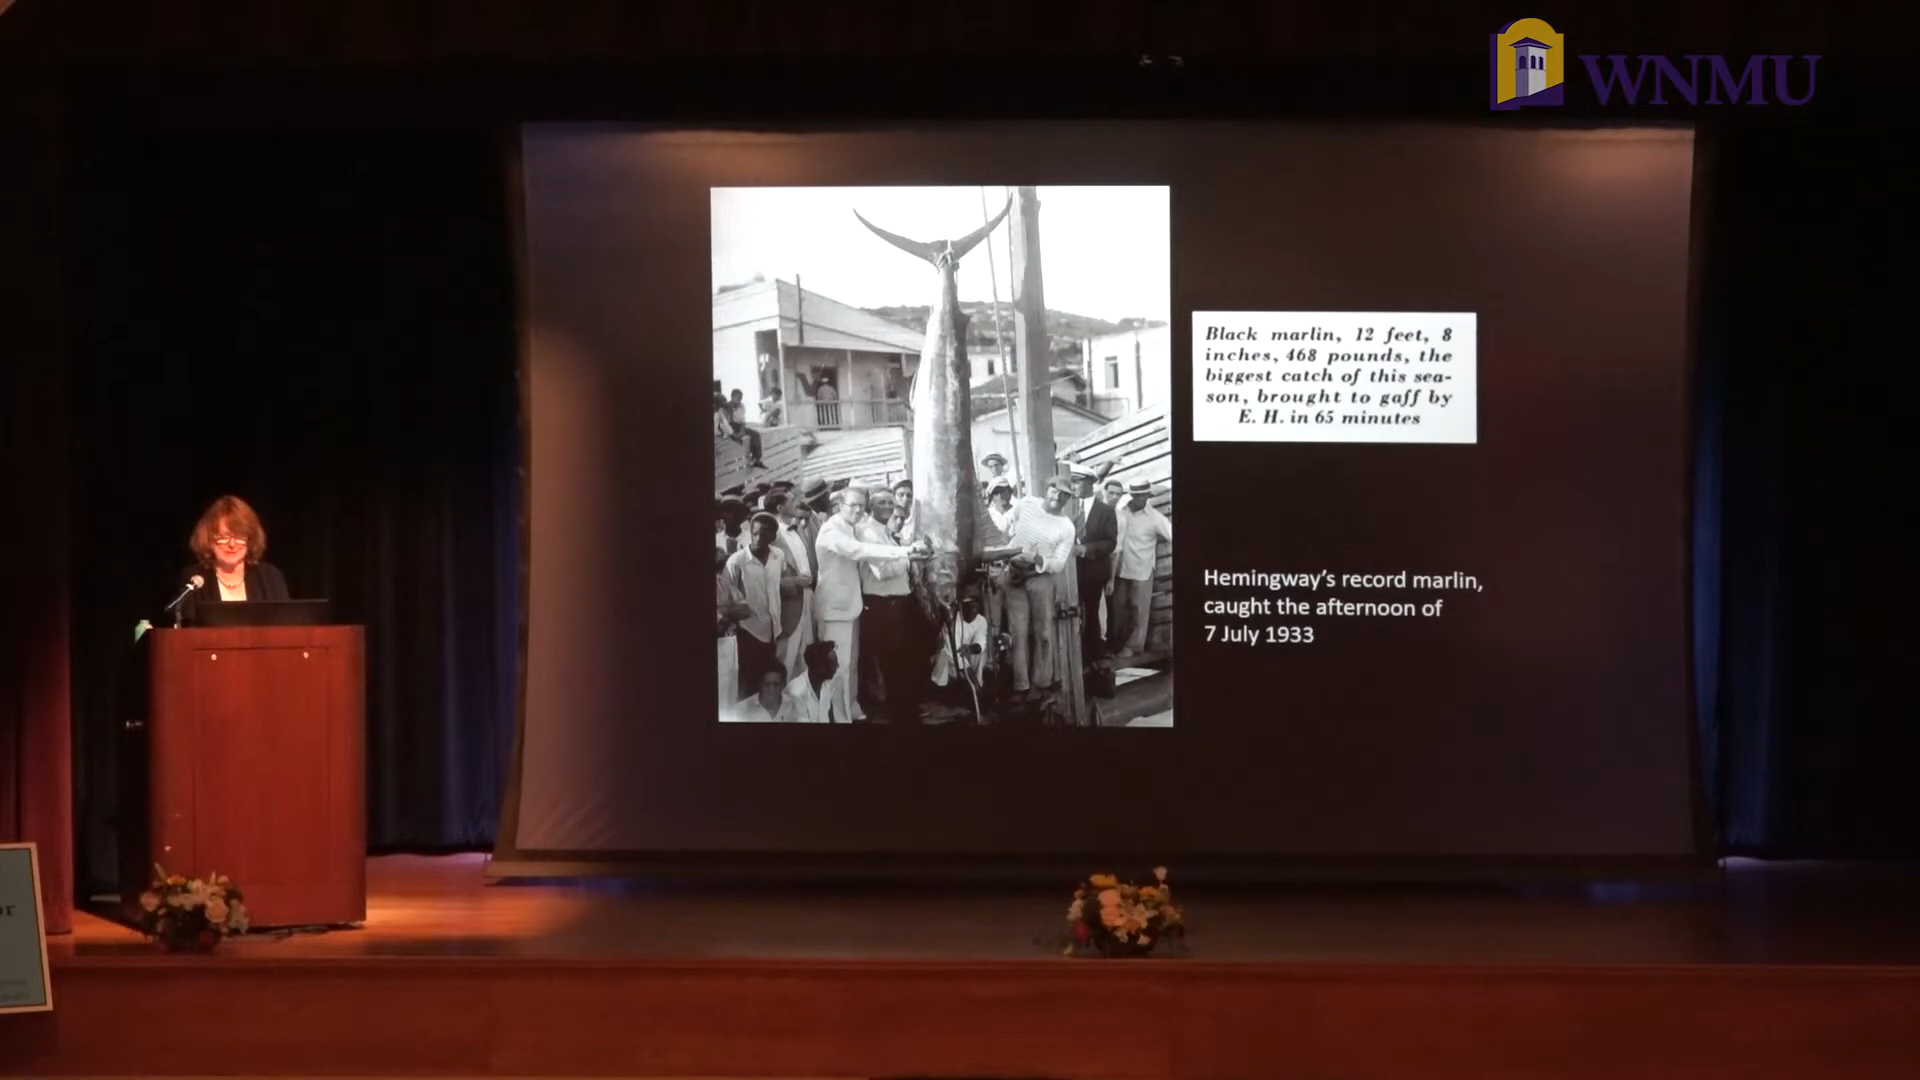 WNMU
Black marlin, 12 feet, 8
inches, 468 pounds, the
biggest catch of this sea-
son, brought to gaff by
E. H. in 65 minutes
Hemingway's record marlin,
caught the afternoon of
7 July 1933
or